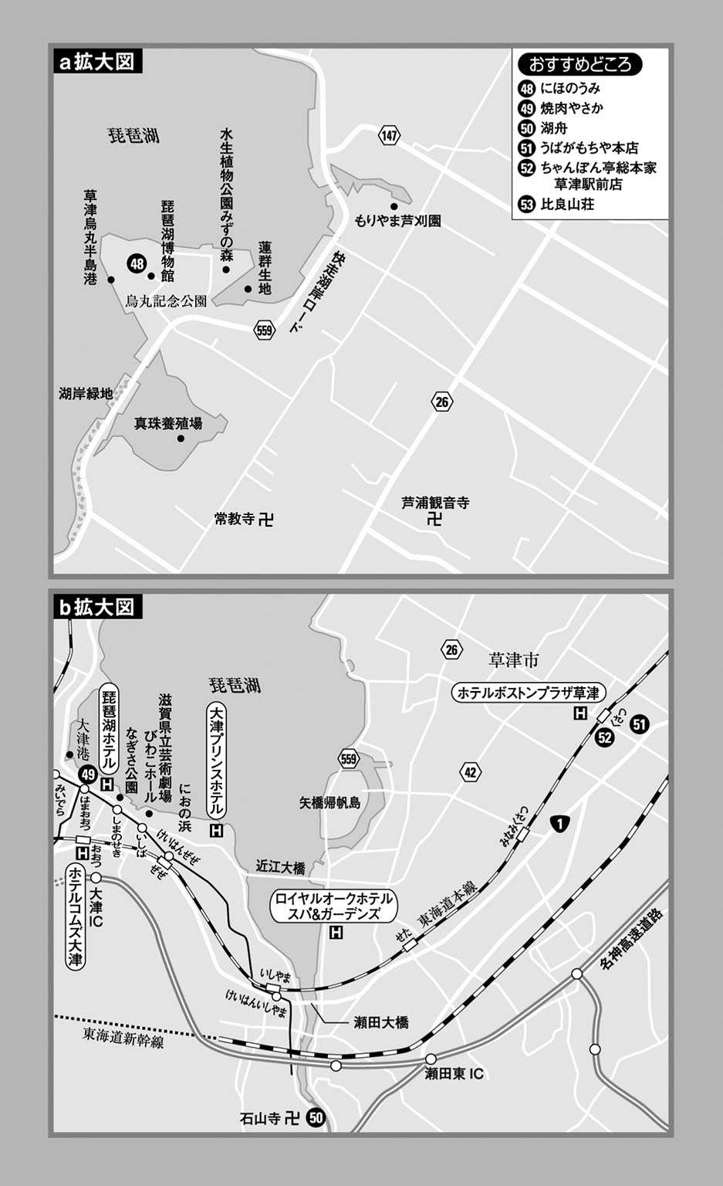 a拡大図
おすすめどころ
48 にほのうみ
49 焼肉やさか
50 湖舟
51 うばがもちや本店
52 ちゃんぽん亭総本家
草津駅前店
53 比良山荘
琵琶湖
147
水生植物公園みずの森
もりやま芦刈園
草津烏丸半島港
琵琶湖博物館
蓮群生地
48
烏丸記念公園
快走湖岸ロード
559
湖岸緑地
26
真珠養殖場
常教寺 卍
芦浦観音寺
卍
b拡大図
26
草津市
琵琶湖
ホテルボストンプラザ草津
H
くさつ
51
52
大津港
琵琶湖ホテル
H
なぎさ公園
滋賀県立芸術劇場
びわこホール
におの浜
大津プリンスホテル
H
559
42
矢橋帰帆島
49
みいでら
はまおおつ
しまのせき
いしば
けいはんぜぜ
ぜぜ
おおつ
H
ホテルコムズ大津
大津IC
近江大橋
1
みなみくさつ
ロイヤルオークホテル
スパ&ガーデンズ
H
東海道本線
せた
名神高速道路
いしやま
けいはんいしやま
瀬田大橋
東海道新幹線
瀬田東IC
石山寺 卍 50